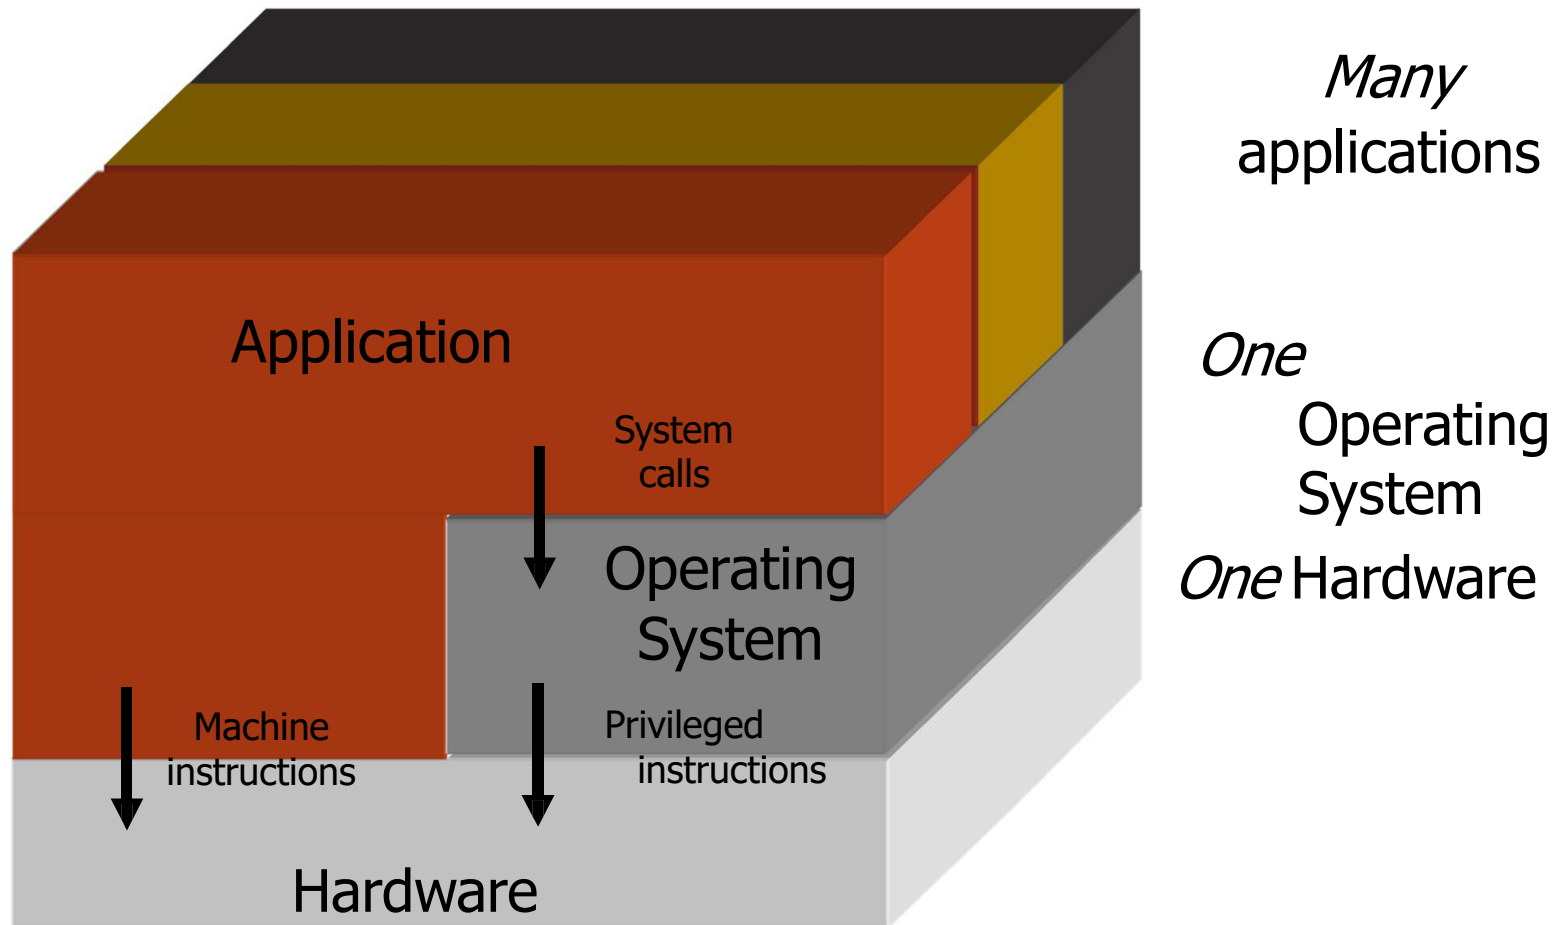 Many
applications
Application
System
calls
One
Operating
System
Operating
System
One Hardware
Machine
instructions
Privileged
instructions
Hardware